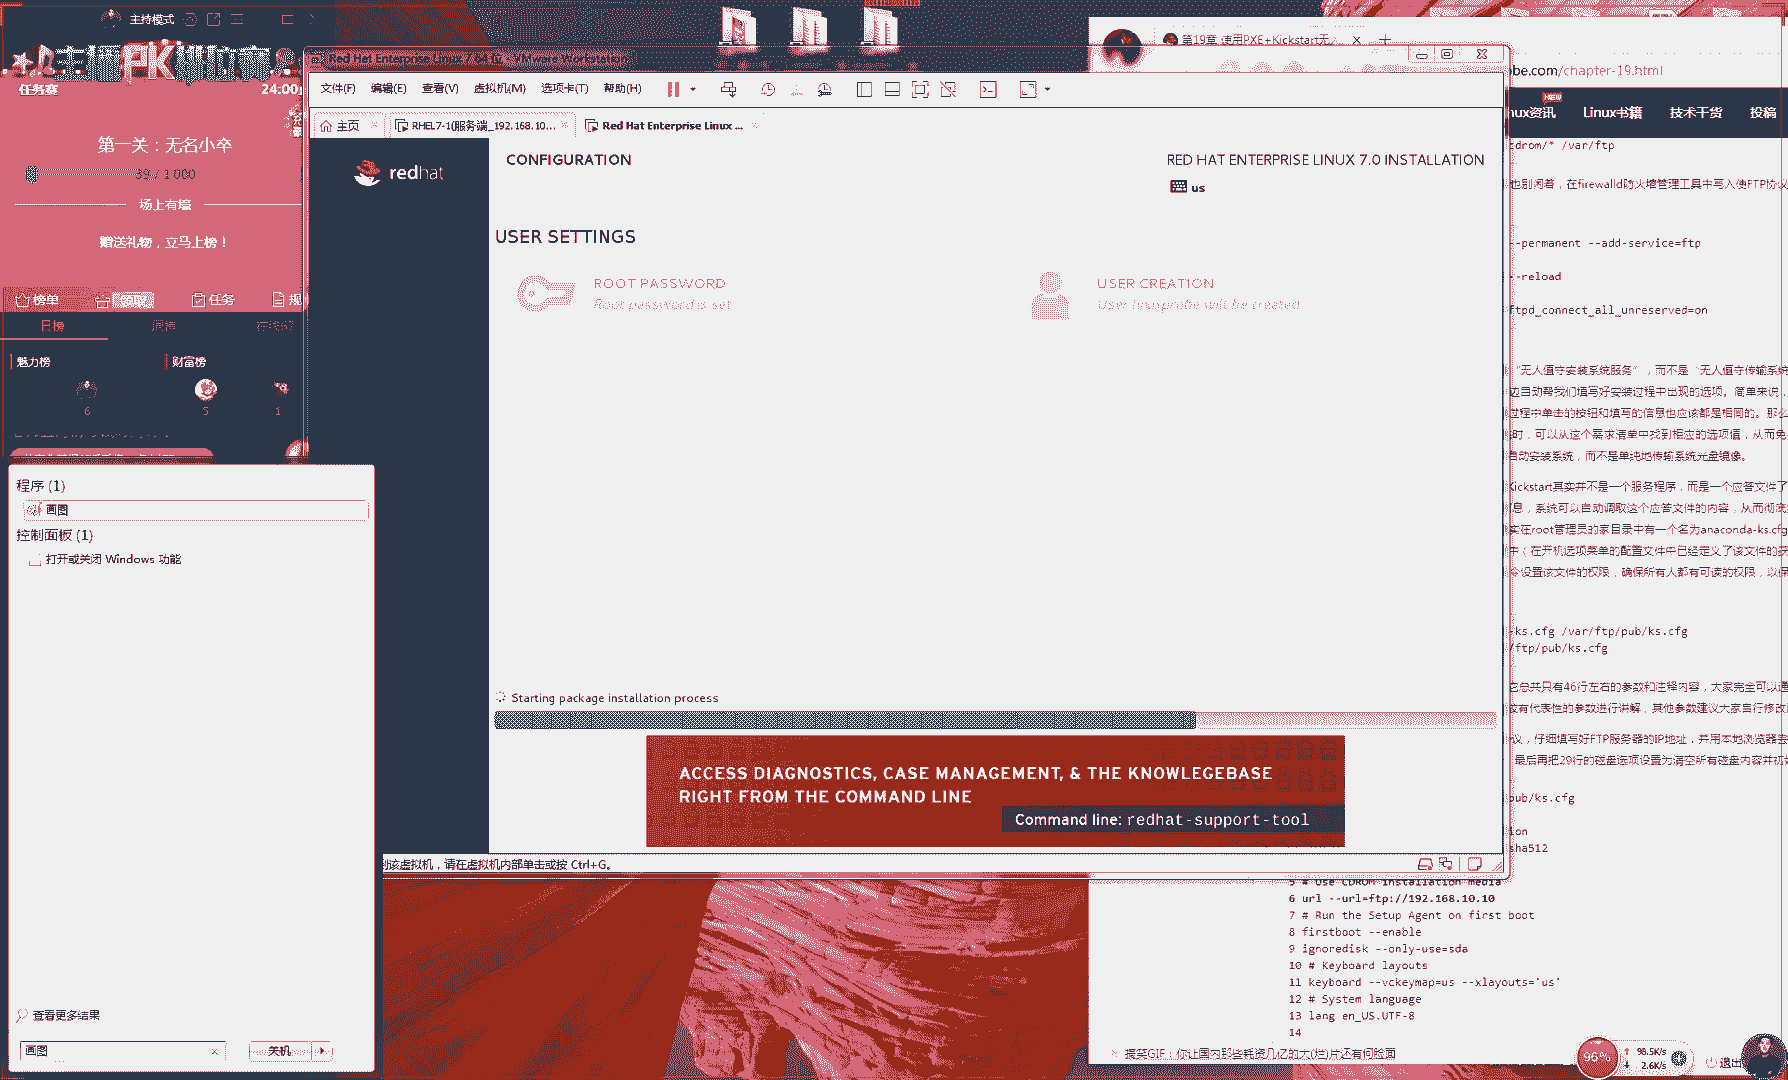 主持模式
主播PK
任务赛
24:00
第一关：无名小卒
39 / 1000
场上有嘘
赠送礼物，立马上榜！
榜单
领取
任务
规
日榜
周榜
魅力榜
财富榜
6
5
1
程序 (1)
画图
控制面板 (1)
打开或关闭 Windows 功能
查看更多结果
画图
关机
Red Hat Enterprise Linux 7 64 位 - VMware Workstation
文件(F)
编辑(E)
查看(V)
虚拟机(M)
选项卡(T)
帮助(H)
主页
RHEL7-1(服务端_192.168.10...
Red Hat Enterprise Linux ...
redhat
CONFIGURATION
RED HAT ENTERPRISE LINUX 7.0 INSTALLATION
us
USER SETTINGS
ROOT PASSWORD
Root password is set
USER CREATION
User linuxprobe will be created
Starting package installation process
ACCESS DIAGNOSTICS, CASE MANAGEMENT, & THE KNOWLEGEBASE
RIGHT FROM THE COMMAND LINE
Command line: redhat-support-tool
到该虚拟机，请在虚拟机内部单击或按 Ctrl+G。
第19章 使用PXE+Kickstart无人
be.com/chapter-19.html
NEW
nux资讯
Linux书籍
技术干货
投稿
cdrom/* /var/ftp
也别闲着，在firewalld防火墙管理工具中写入使FTP协议
--permanent --add-service=ftp
--reload
ftpd_connect_all_unreserved=on
“无人值守安装系统服务”，而不是“无人值守传输系统
边自动帮我们填写好安装过程中出现的选项。简单来说，
过程中单击的按钮和填写的信息也应该都是相同的。那么
时，可以从这个需求清单中找到相应的选项值，从而免
自动安装系统，而不是单纯地传输系统光盘镜像。
Kickstart其实并不是一个服务程序，而是一个应答文件了
息，系统可以自动调取这个应答文件的内容，从而彻底
实在root管理员的家目录中有一个名为anaconda-ks.cfg
中（在开机选项菜单的配置文件中已经定义了该文件的获
令设置该文件的权限，确保所有人都有可读的权限，以保
-ks.cfg /var/ftp/pub/ks.cfg
/ftp/pub/ks.cfg
它总共只有46行左右的参数和注释内容，大家完全可以通
没有代表性的参数进行讲解，其他参数建议大家自行修改
议，仔细填写好FTP服务器的IP地址，并用本地浏览器去
最后再把29行的磁盘选项设置为清空所有磁盘内容并初始
pub/ks.cfg
ion
sha512
5 # Use CDROM installation media
6 url --url=ftp://192.168.10.10
7 # Run the Setup Agent on first boot
8 firstboot --enable
9 ignoredisk --only-use=sda
10 # Keyboard layouts
11 keyboard --vckeymap=us --xlayouts='us'
12 # System language
13 lang en_US.UTF-8
14
搞笑GIF：你让国内那些耗资几亿的大(烂)片还有何脸面
96%
98.5K/s
2.6K/s
退出